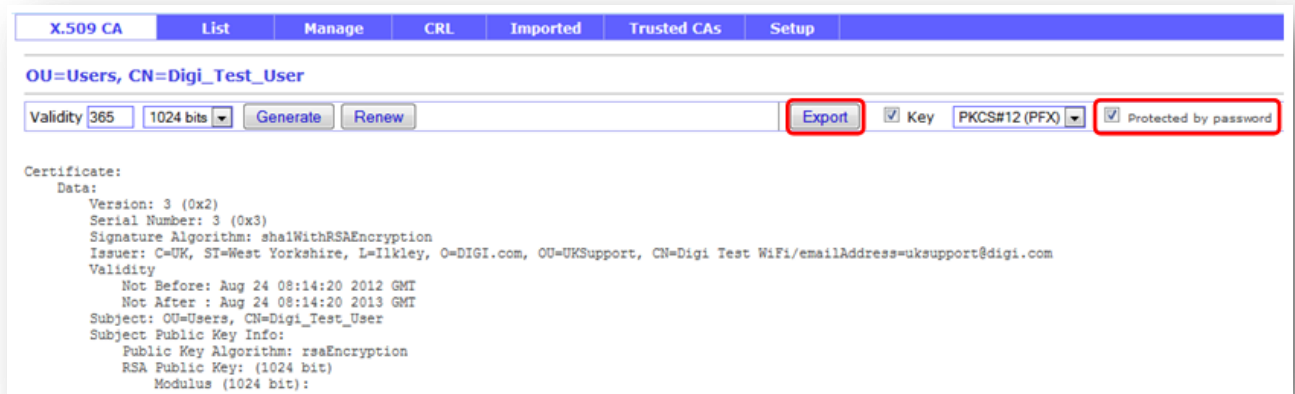 X.509 CA List Manage CRL Imported Trusted CAs Setup
OU=Users, CN=Digi_Test_User
Validity 365 1024 bits Generate Renew Export Key PKCS#12 (PFX) Protected by password
Certificate:
Data:
Version: 3 (0x2)
Serial Number: 3 (0x3)
Signature Algorithm: sha1WithRSAEncryption
Issuer: C=UK, ST=West Yorkshire, L=Ilkley, O=DIGI.com, OU=UKSupport, CN=Digi Test WiFi/emailAddress=uksupport@digi.com
Validity
Not Before: Aug 24 08:14:20 2012 GMT
Not After : Aug 24 08:14:20 2013 GMT
Subject: OU=Users, CN=Digi_Test_User
Subject Public Key Info:
Public Key Algorithm: rsaEncryption
RSA Public Key: (1024 bit)
Modulus (1024 bit):